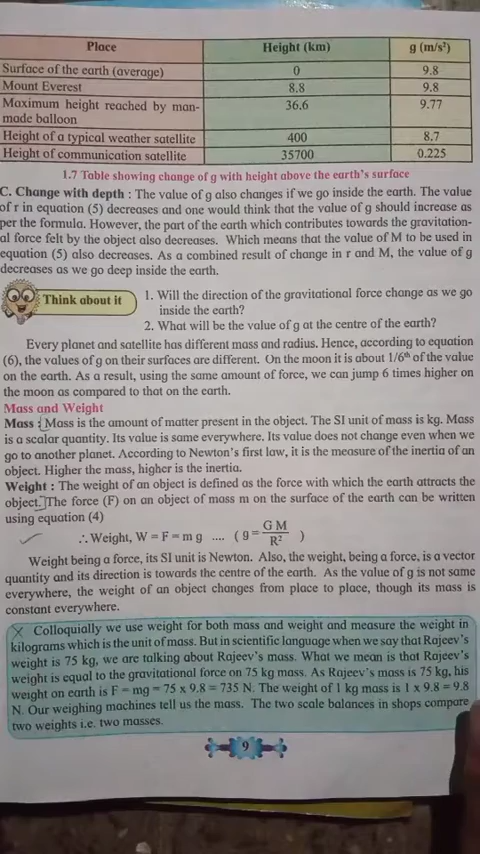 Place Height (km) g (m/s²)
Surface of the earth (average) 0 9.8
Mount Everest 8.8 9.8
Maximum height reached by man-made balloon 36.6 9.77
Height of a typical weather satellite 400 8.7
Height of communication satellite 35700 0.225
1.7 Table showing change of g with height above the earth's surface
C. Change with depth : The value of g also changes if we go inside the earth. The value
of r in equation (5) decreases and one would think that the value of g should increase as
per the formula. However, the part of the earth which contributes towards the gravitation-
al force felt by the object also decreases. Which means that the value of M to be used in
equation (5) also decreases. As a combined result of change in r and M, the value of g
decreases as we go deep inside the earth.
Think about it
1. Will the direction of the gravitational force change as we go
inside the earth?
2. What will be the value of g at the centre of the earth?
Every planet and satellite has different mass and radius. Hence, according to equation
(6), the values of g on their surfaces are different. On the moon it is about 1/6th of the value
on the earth. As a result, using the same amount of force, we can jump 6 times higher on
the moon as compared to that on the earth.
Mass and Weight
Mass : Mass is the amount of matter present in the object. The SI unit of mass is kg. Mass
is a scalar quantity. Its value is same everywhere. Its value does not change even when we
go to another planet. According to Newton's first law, it is the measure of the inertia of an
object. Higher the mass, higher is the inertia.
Weight : The weight of an object is defined as the force with which the earth attracts the
object. The force (F) on an object of mass m on the surface of the earth can be written
using equation (4)
∴ Weight, W = F = m g .... ( g = G M / R² )
Weight being a force, its SI unit is Newton. Also, the weight, being a force, is a vector
quantity and its direction is towards the centre of the earth. As the value of g is not same
everywhere, the weight of an object changes from place to place, though its mass is
constant everywhere.
Colloquially we use weight for both mass and weight and measure the weight in
kilograms which is the unit of mass. But in scientific language when we say that Rajeev's
weight is 75 kg, we are talking about Rajeev's mass. What we mean is that Rajeev's
weight is equal to the gravitational force on 75 kg mass. As Rajeev's mass is 75 kg, his
weight on earth is F = mg = 75 x 9.8 = 735 N. The weight of 1 kg mass is 1 x 9.8 = 9.8
N. Our weighing machines tell us the mass. The two scale balances in shops compare
two weights i.e. two masses.
9